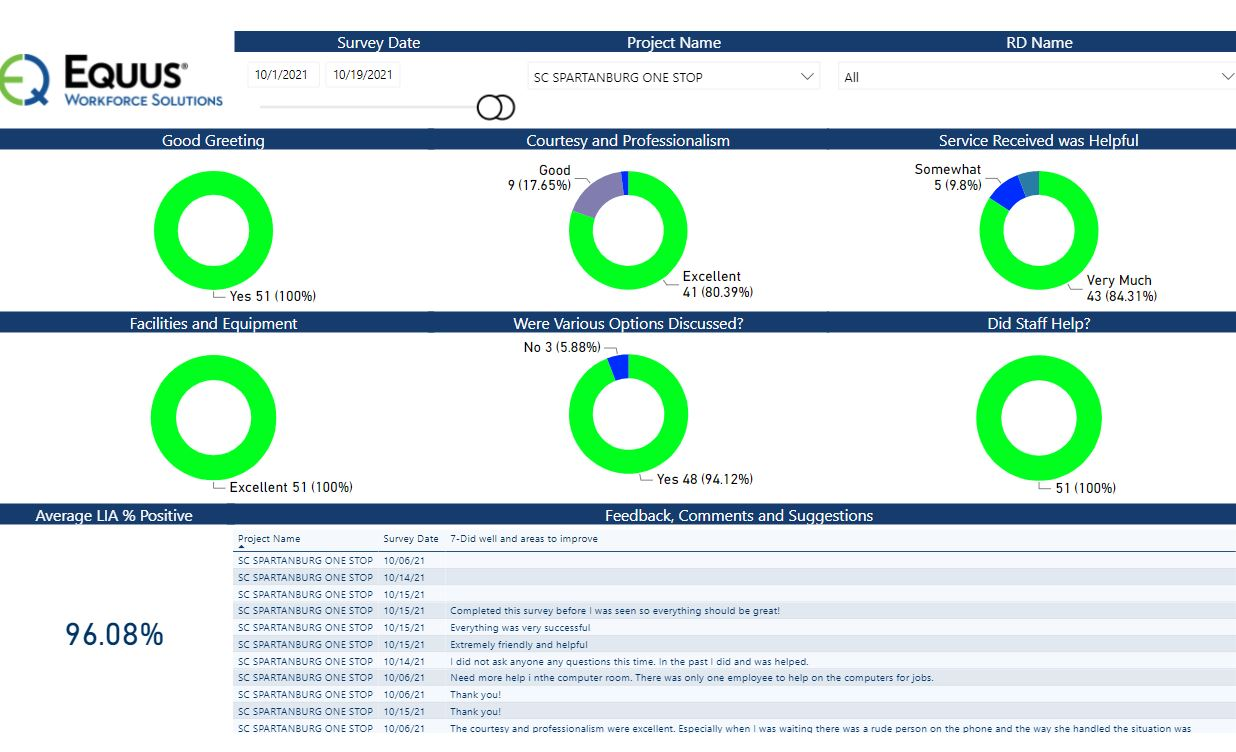 EQUUS®
WORKFORCE SOLUTIONS
Survey Date
Project Name
RD Name
10/1/2021
10/19/2021
SC SPARTANBURG ONE STOP
All
Good Greeting
Courtesy and Professionalism
Service Received was Helpful
Yes 51 (100%)
Good
9 (17.65%)
Excellent
41 (80.39%)
Somewhat
5 (9.8%)
Very Much
43 (84.31%)
Facilities and Equipment
Were Various Options Discussed?
Did Staff Help?
Excellent 51 (100%)
No 3 (5.88%)
Yes 48 (94.12%)
51 (100%)
Average LIA % Positive
96.08%
Feedback, Comments and Suggestions
Project Name Survey Date 7-Did well and areas to improve
SC SPARTANBURG ONE STOP 10/06/21
SC SPARTANBURG ONE STOP 10/14/21
SC SPARTANBURG ONE STOP 10/15/21
SC SPARTANBURG ONE STOP 10/15/21 Completed this survey before I was seen so everything should be great!
SC SPARTANBURG ONE STOP 10/15/21 Everything was very successful
SC SPARTANBURG ONE STOP 10/15/21 Extremely friendly and helpful
SC SPARTANBURG ONE STOP 10/14/21 I did not ask anyone any questions this time. In the past I did and was helped.
SC SPARTANBURG ONE STOP 10/06/21 Need more help i nthe computer room. There was only one employee to help on the computers for jobs.
SC SPARTANBURG ONE STOP 10/06/21 Thank you!
SC SPARTANBURG ONE STOP 10/15/21 Thank you!
SC SPARTANBURG ONE STOP 10/06/21 The courtesy and professionalism were excellent. Especially when I was waiting there was a rude person on the phone and the way she handled the situation was